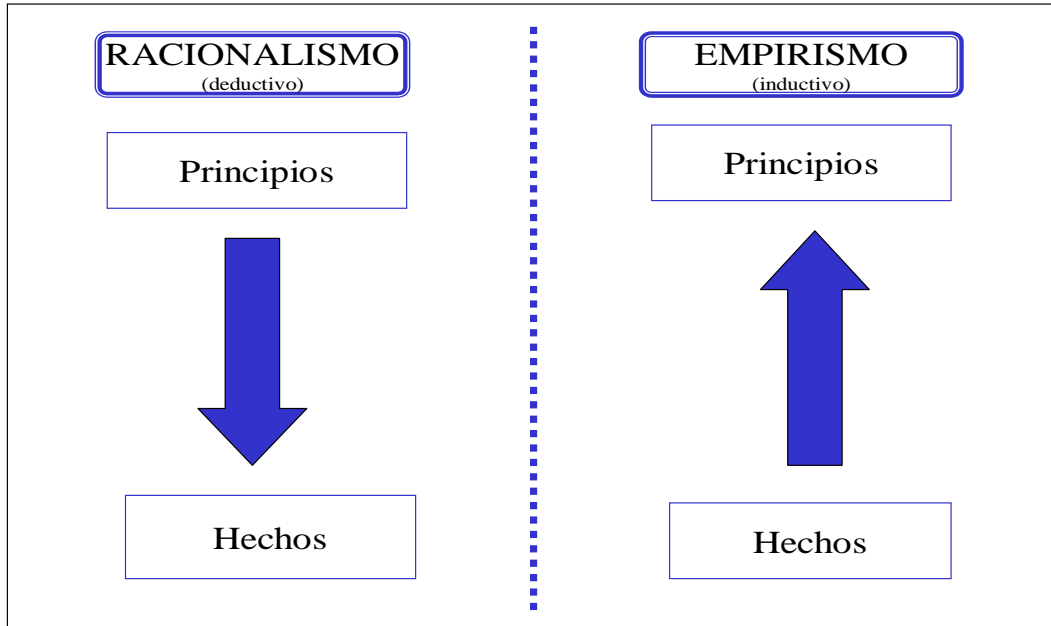 RACIONALISMO
(deductivo)
Principios
Hechos
EMPIRISMO
(inductivo)
Principios
Hechos